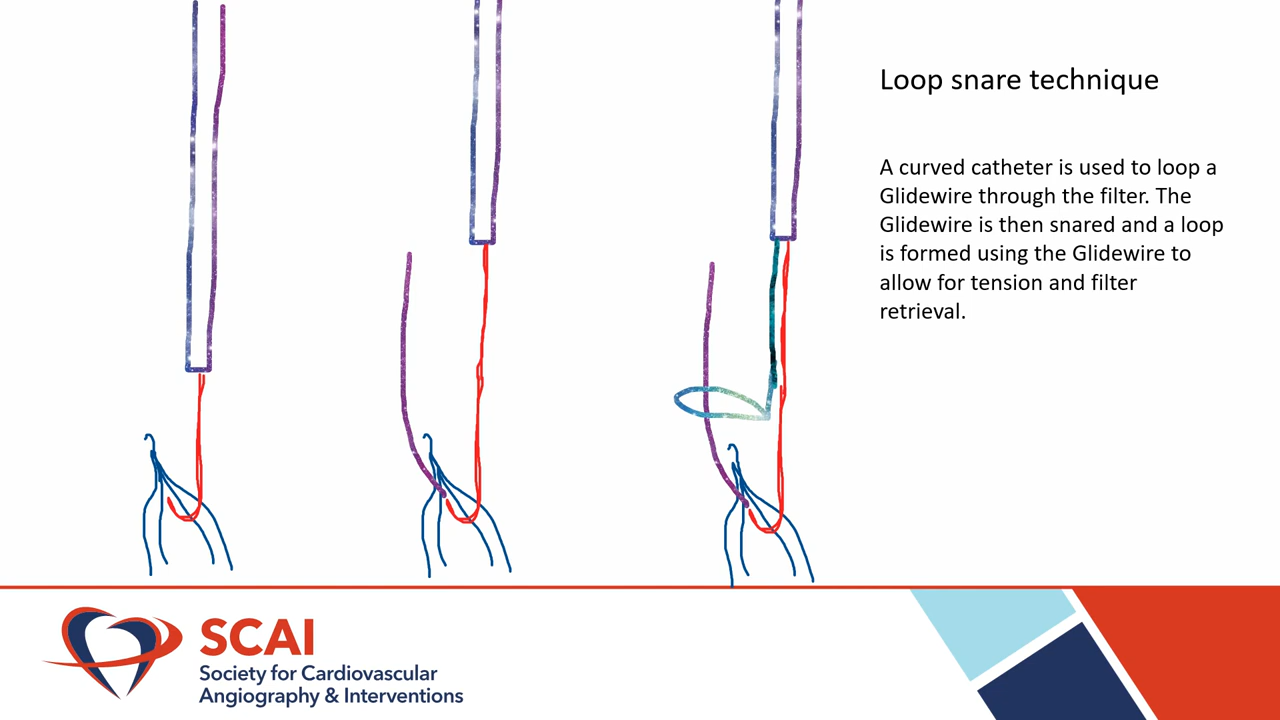 Loop snare technique
A curved catheter is used to loop a
Glidewire through the filter. The
Glidewire is then snared and a loop
is formed using the Glidewire to
allow for tension and filter
retrieval.
SCAI
Society for Cardiovascular
Angiography & Interventions